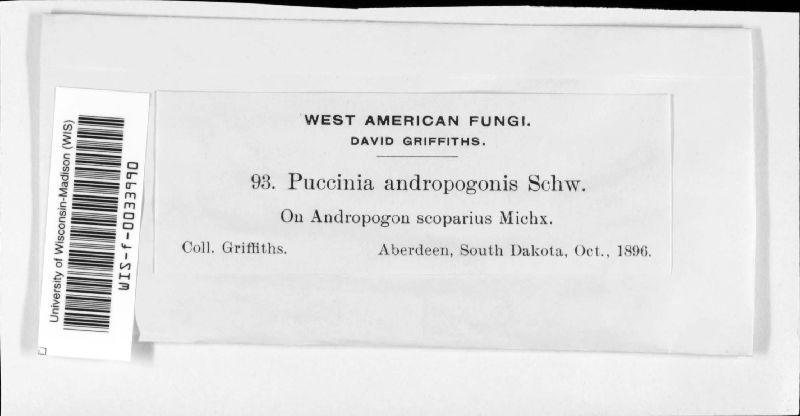 WEST AMERICAN FUNGI.
DAVID GRIFFITHS.
93. Puccinia andropogonis Schw.
On Andropogon scoparius Michx.
Coll. Griffiths. Aberdeen, South Dakota, Oct., 1896.
University of Wisconsin-Madison (WIS)
WIS-f-0033990